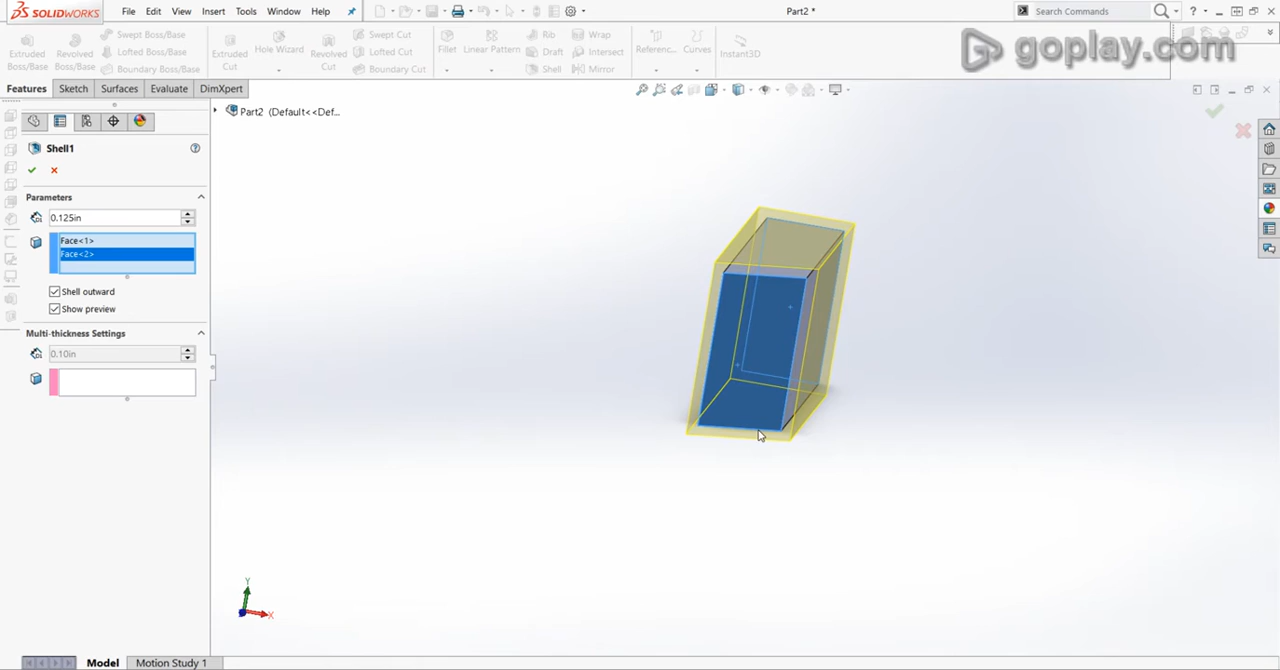 SOLIDWORKS File Edit View Insert Tools Window Help Part2 * Search Commands ?
goplay.com
Extruded Boss/Base Revolved Boss/Base Swept Boss/Base Lofted Boss/Base Boundary Boss/Base Extruded Cut Hole Wizard Revolved Cut Swept Cut Lofted Cut Boundary Cut Fillet Linear Pattern Rib Draft Shell Wrap Intersect Mirror Referenc... Curves Instant3D
Features Sketch Surfaces Evaluate DimXpert
Part2 (Default<<Def...
Shell1
Parameters
0.125in
Face<1>
Face<2>
Shell outward
Show preview
Multi-thickness Settings
0.10in
Y
X
Model Motion Study 1